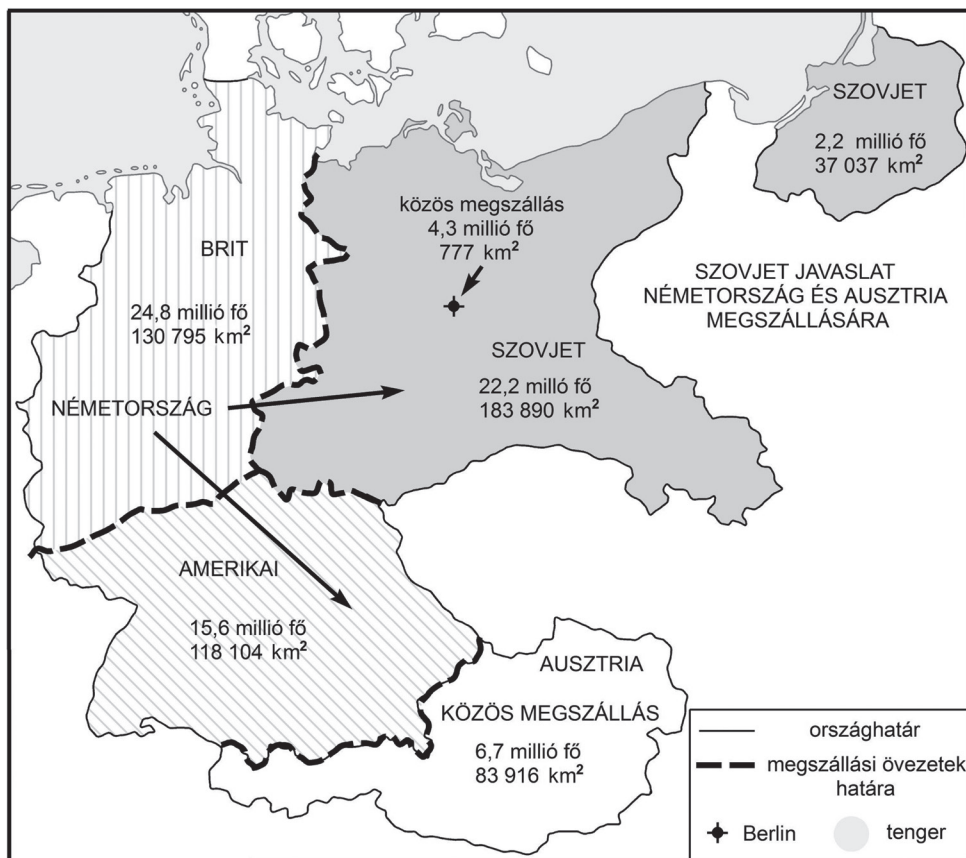 SZOVJET
2,2 millió fő
37 037 km²
közös megszállás
4,3 millió fő
777 km²
BRIT
24,8 millió fő
130 795 km²
SZOVJET JAVASLAT
NÉMETORSZÁG ÉS AUSZTRIA
MEGSZÁLLÁSÁRA
SZOVJET
22,2 milló fő
183 890 km²
NÉMETORSZÁG
AMERIKAI
15,6 millió fő
118 104 km²
AUSZTRIA
KÖZÖS MEGSZÁLLÁS
6,7 millió fő
83 916 km²
országhatár
megszállási övezetek
határa
Berlin
tenger